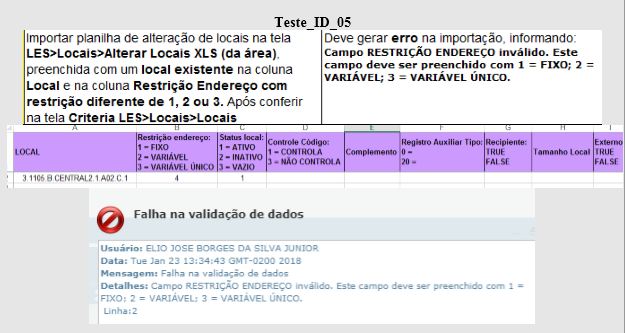 Teste_ID_05
Importar planilha de alteração de locais na tela
LES>Locais>Alterar Locais XLS (da área),
preenchida com um local existente na coluna
Local e na coluna Restrição Endereço com
restrição diferente de 1, 2 ou 3. Após conferir
na tela Criteria LES>Locais>Locais
Deve gerar erro na importação, informando:
Campo RESTRIÇÃO ENDEREÇO inválido. Este
campo deve ser preenchido com 1 = FIXO; 2 =
VARIÁVEL; 3 = VARIÁVEL ÚNICO.
A B C D E F G H
LOCAL
Restrição endereço:
1 = FIXO
2 = VARIÁVEL
3 = VARIÁVEL ÚNICO
Status local:
1 = ATIVO
2 = INATIVO
3 = VAZIO
Controle Código:
1 = CONTROLA
3 = NÃO CONTROLA
Complemento
Registro Auxiliar Tipo:
0 =
20 =
Recipiente:
TRUE
FALSE
Tamanho Local
Externo
TRUE
FALSE
3.1105.B.CENTRAL2.1.A02.C.1 4 1
Falha na validação de dados
Usuário: ELIO JOSE BORGES DA SILVA JUNIOR
Data: Tue Jan 23 13:34:43 GMT-0200 2018
Mensagem: Falha na validação de dados
Detalhes: Campo RESTRIÇÃO ENDEREÇO inválido. Este campo deve ser preenchido com 1 =
FIXO; 2 = VARIÁVEL; 3 = VARIÁVEL ÚNICO.
Linha:2